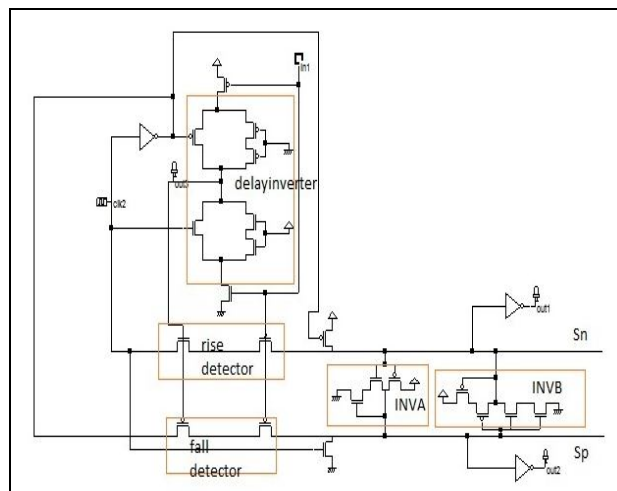 in1
out3
delayinverter
clk2
out1
Sn
rise
detector
INVA
INVB
fall
detector
Sp
out2